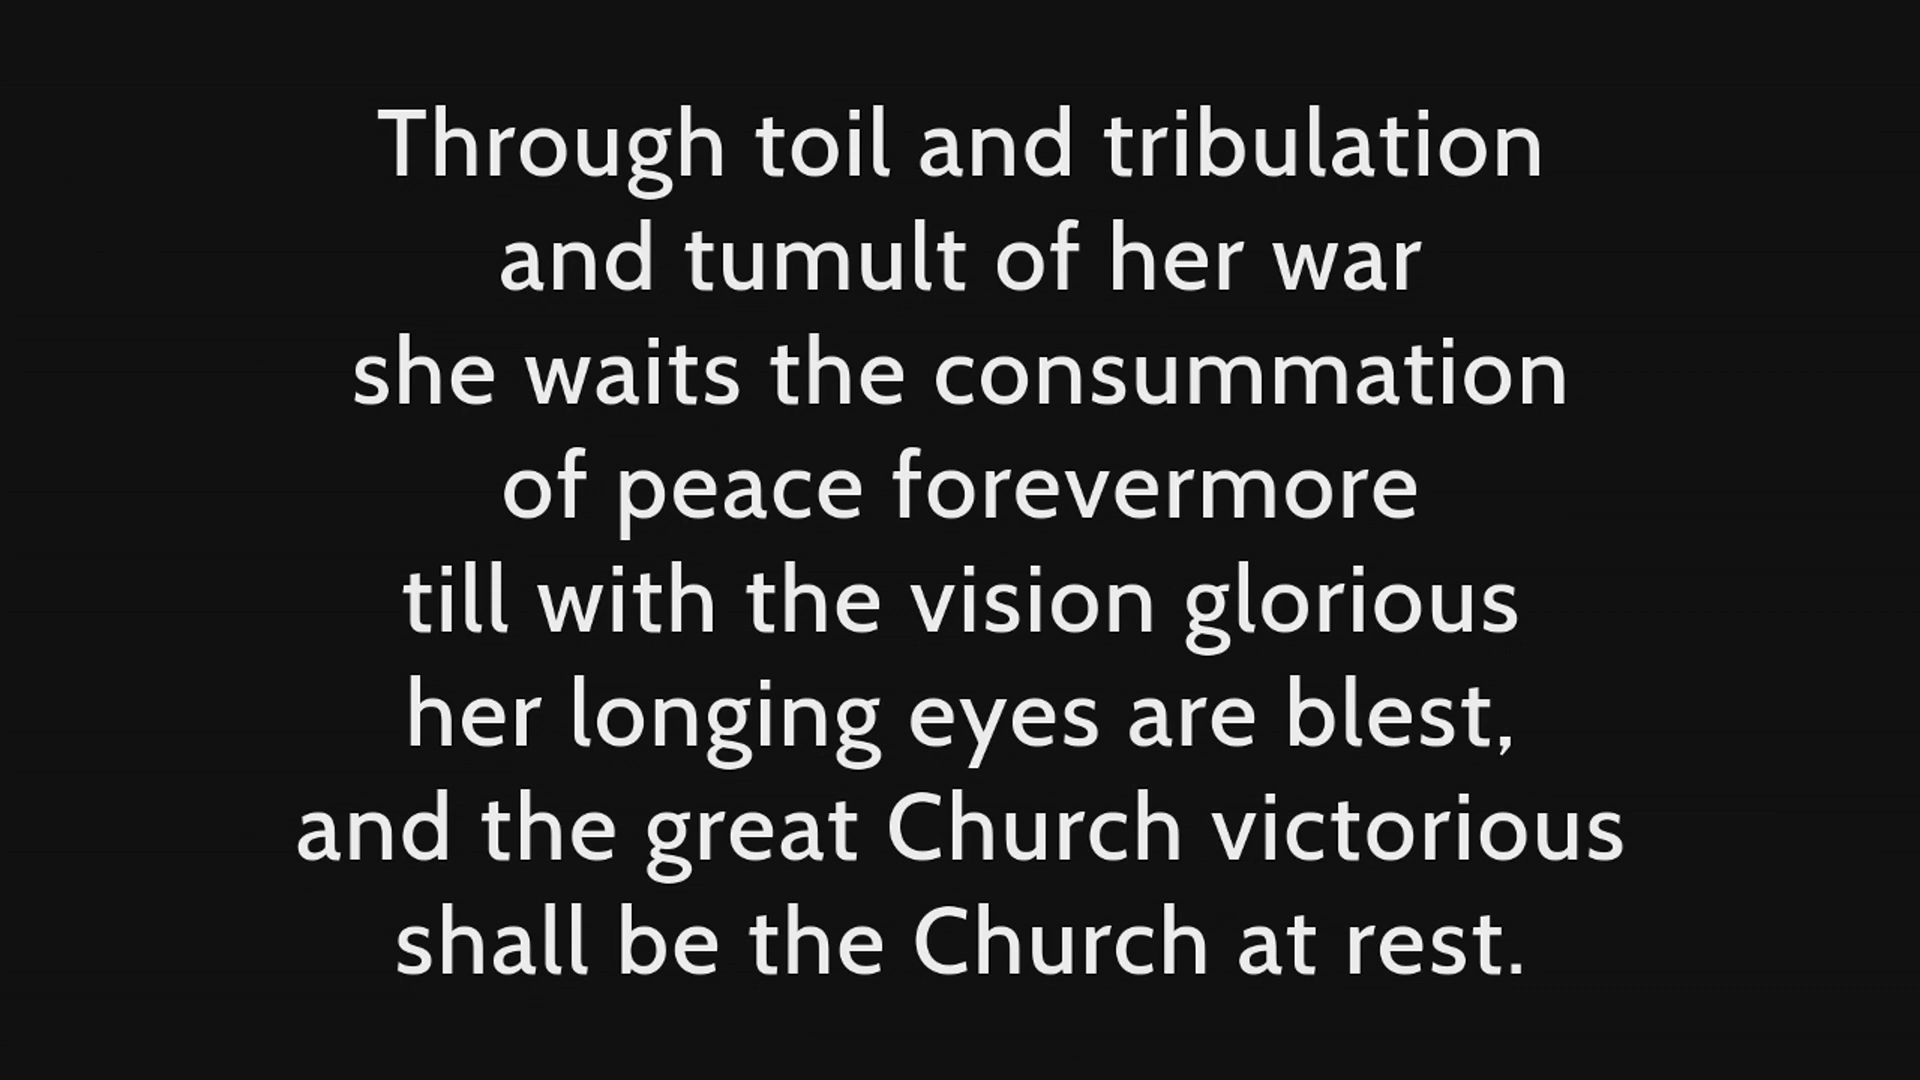 Through toil and tribulation
and tumult of her war
she waits the consummation
of peace forevermore
till with the vision glorious
her longing eyes are blest,
and the great Church victorious
shall be the Church at rest.